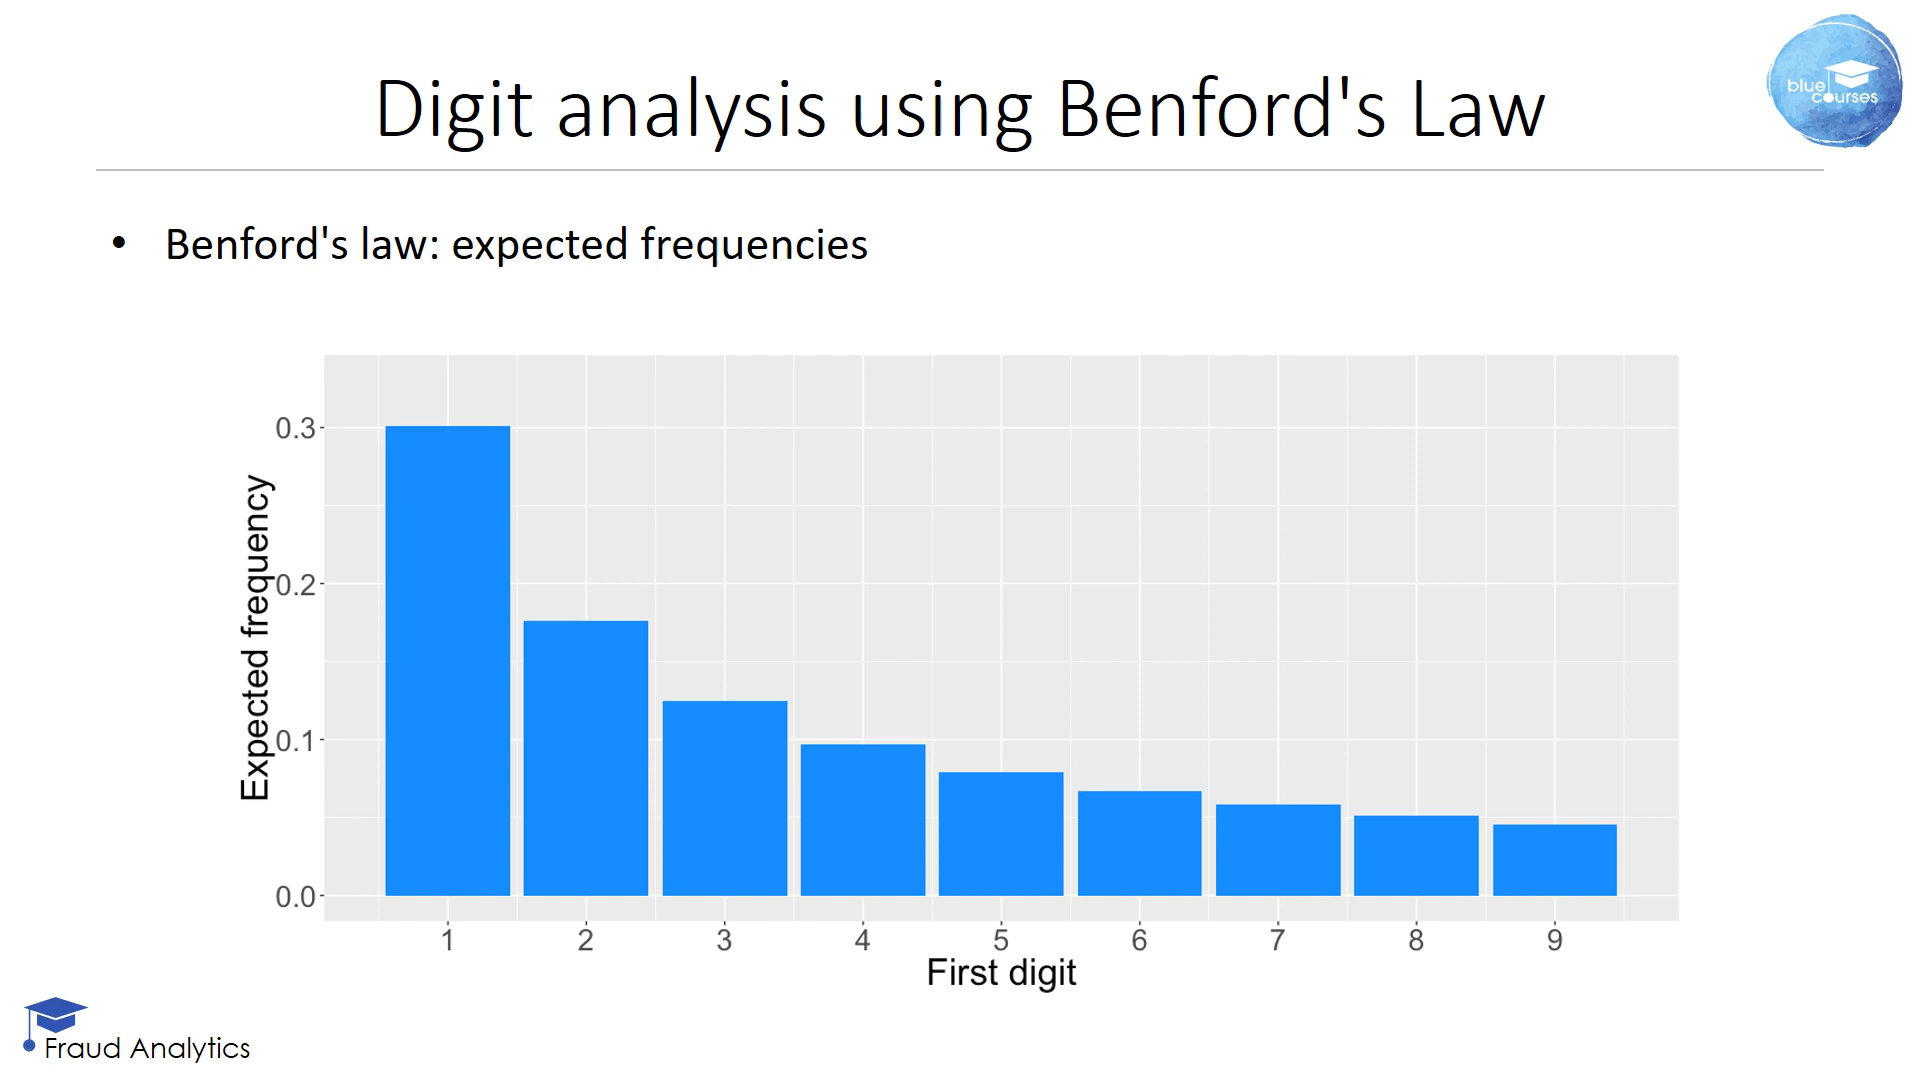 Digit analysis using Benford's Law
blue
courses
• Benford's law: expected frequencies
Expected frequency
0.3
0.2
0.1
0.0
1 2 3 4 5 6 7 8 9
First digit
Fraud Analytics